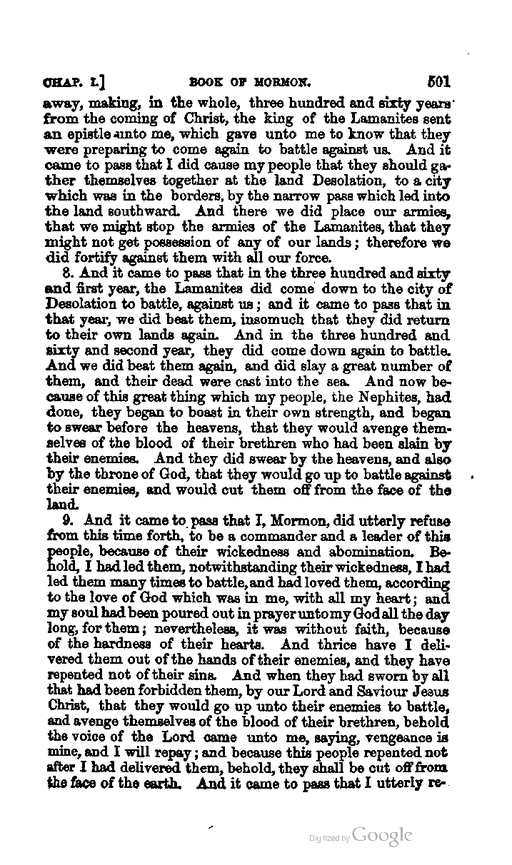 CHAP. I.] BOOK OF MORMON. 501
away, making, in the whole, three hundred and sixty years
from the coming of Christ, the king of the Lamanites sent
an epistle unto me, which gave unto me to know that they
were preparing to come again to battle against us. And it
came to pass that I did cause my people that they should ga-
ther themselves together at the land Desolation, to a city
which was in the borders, by the narrow pass which led into
the land southward. And there we did place our armies,
that we might stop the armies of the Lamanites, that they
might not get possession of any of our lands; therefore we
did fortify against them with all our force.
8. And it came to pass that in the three hundred and sixty
and first year, the Lamanites did come down to the city of
Desolation to battle, against us; and it came to pass that in
that year, we did beat them, insomuch that they did return
to their own lands again. And in the three hundred and
sixty and second year, they did come down again to battle.
And we did beat them again, and did slay a great number of
them, and their dead were cast into the sea. And now be-
cause of this great thing which my people, the Nephites, had
done, they began to boast in their own strength, and began
to swear before the heavens, that they would avenge them-
selves of the blood of their brethren who had been slain by
their enemies. And they did swear by the heavens, and also
by the throne of God, that they would go up to battle against
their enemies, and would cut them off from the face of the
land.
9. And it came to pass that I, Mormon, did utterly refuse
from this time forth, to be a commander and a leader of this
people, because of their wickedness and abomination. Be-
hold, I had led them, notwithstanding their wickedness, I had
led them many times to battle, and had loved them, according
to the love of God which was in me, with all my heart; and
my soul had been poured out in prayer unto my God all the day
long, for them; nevertheless, it was without faith, because
of the hardness of their hearts. And thrice have I deli-
vered them out of the hands of their enemies, and they have
repented not of their sins. And when they had sworn by all
that had been forbidden them, by our Lord and Saviour Jesus
Christ, that they would go up unto their enemies to battle,
and avenge themselves of the blood of their brethren, behold
the voice of the Lord came unto me, saying, vengeance is
mine, and I will repay; and because this people repented not
after I had delivered them, behold, they shall be cut off from
the face of the earth. And it came to pass that I utterly re-
Digitized by Google